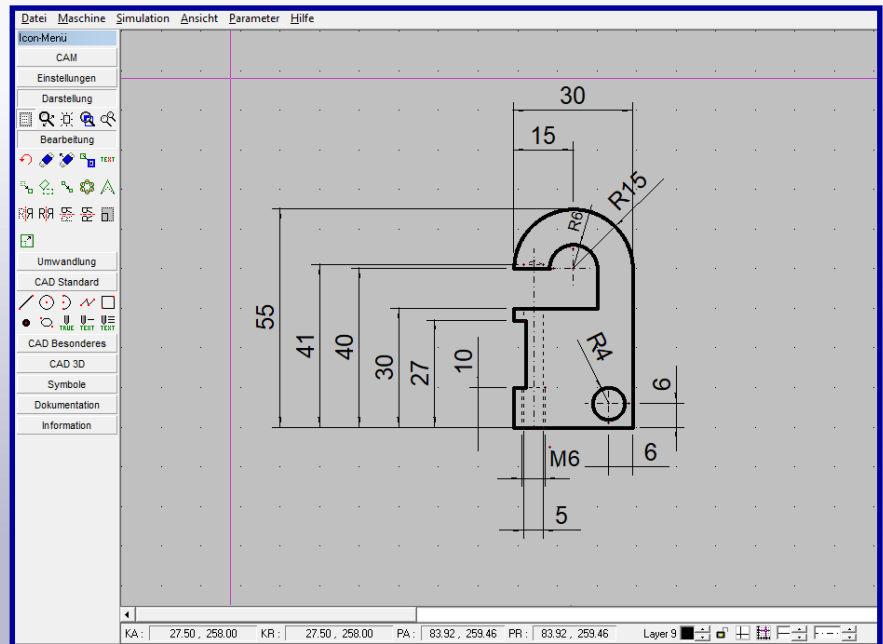 Datei Maschine Simulation Ansicht Parameter Hilfe
Icon-Menü
CAM
Einstellungen
Darstellung
Bearbeitung
TEXT
Umwandlung
CAD Standard
TRUE TEXT TEXT
CAD Besonderes
CAD 3D
Symbole
Dokumentation
Information
30
15
R15
R6
55
41
40
30
27
10
R4
6
M6
6
5
KA : 27.50 , 258.00 KR : 27.50 , 258.00 PA : 83.92 , 259.46 PR : 83.92 , 259.46 Layer 9